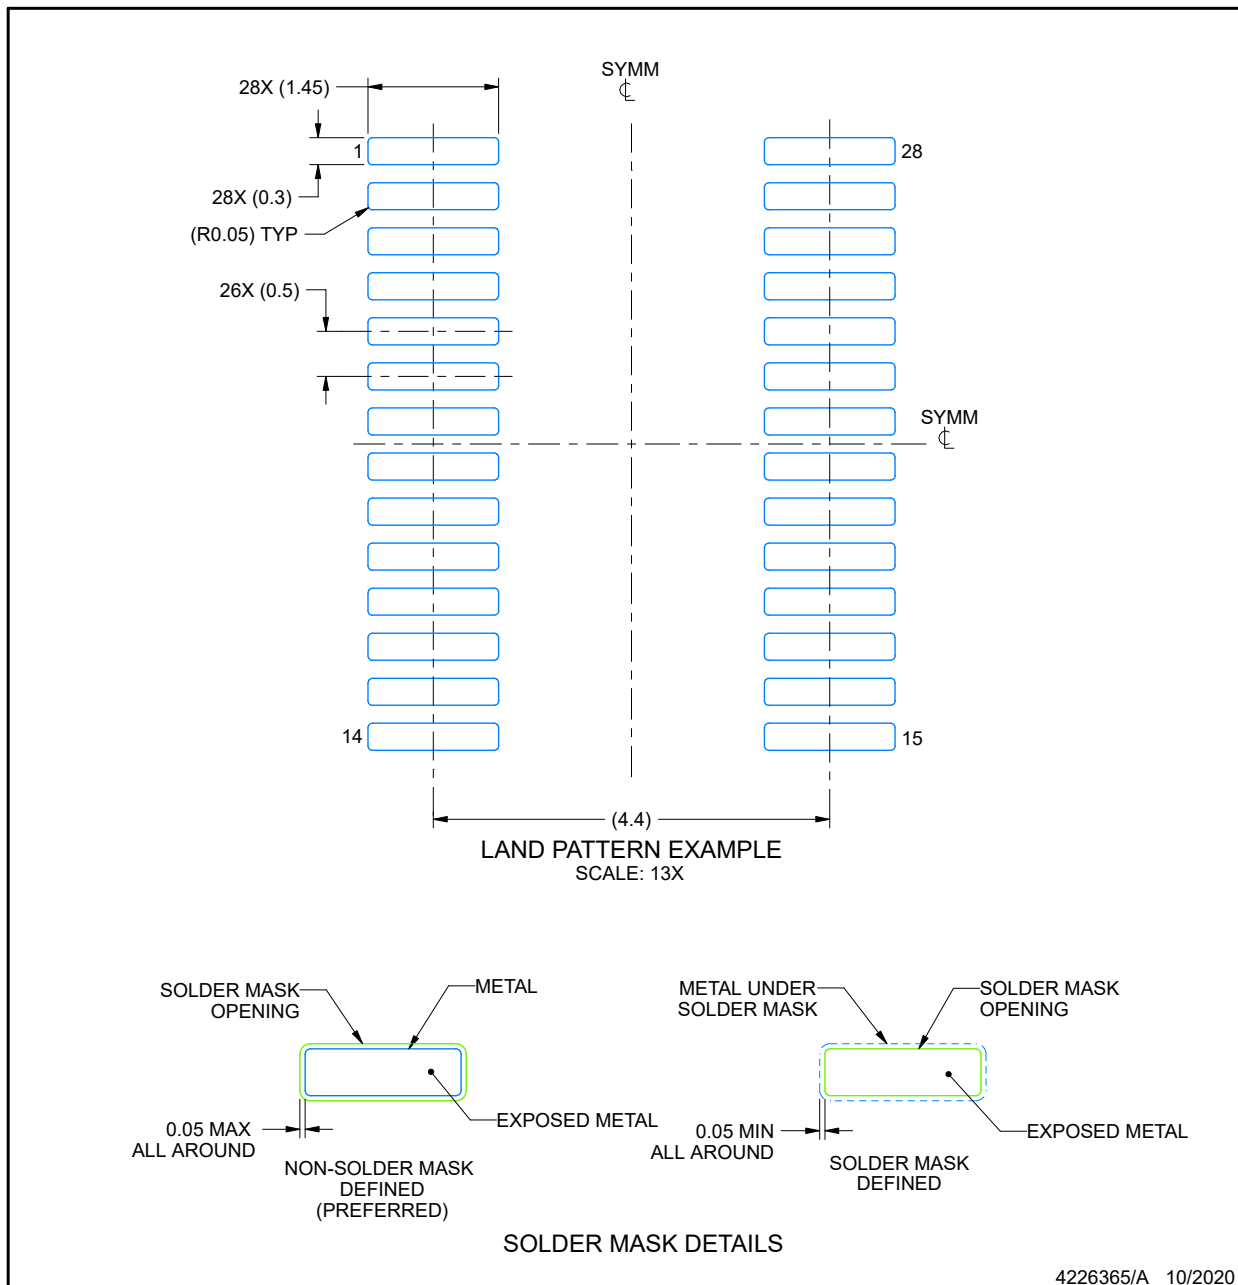 SYMM
℄
28X (1.45)
1
28
28X (0.3)
(R0.05) TYP
26X (0.5)
SYMM
℄
14
15
(4.4)
LAND PATTERN EXAMPLE
SCALE: 13X
SOLDER MASK
OPENING
METAL
EXPOSED METAL
0.05 MAX
ALL AROUND
NON-SOLDER MASK
DEFINED
(PREFERRED)
METAL UNDER
SOLDER MASK
SOLDER MASK
OPENING
EXPOSED METAL
0.05 MIN
ALL AROUND
SOLDER MASK
DEFINED
SOLDER MASK DETAILS
4226365/A 10/2020